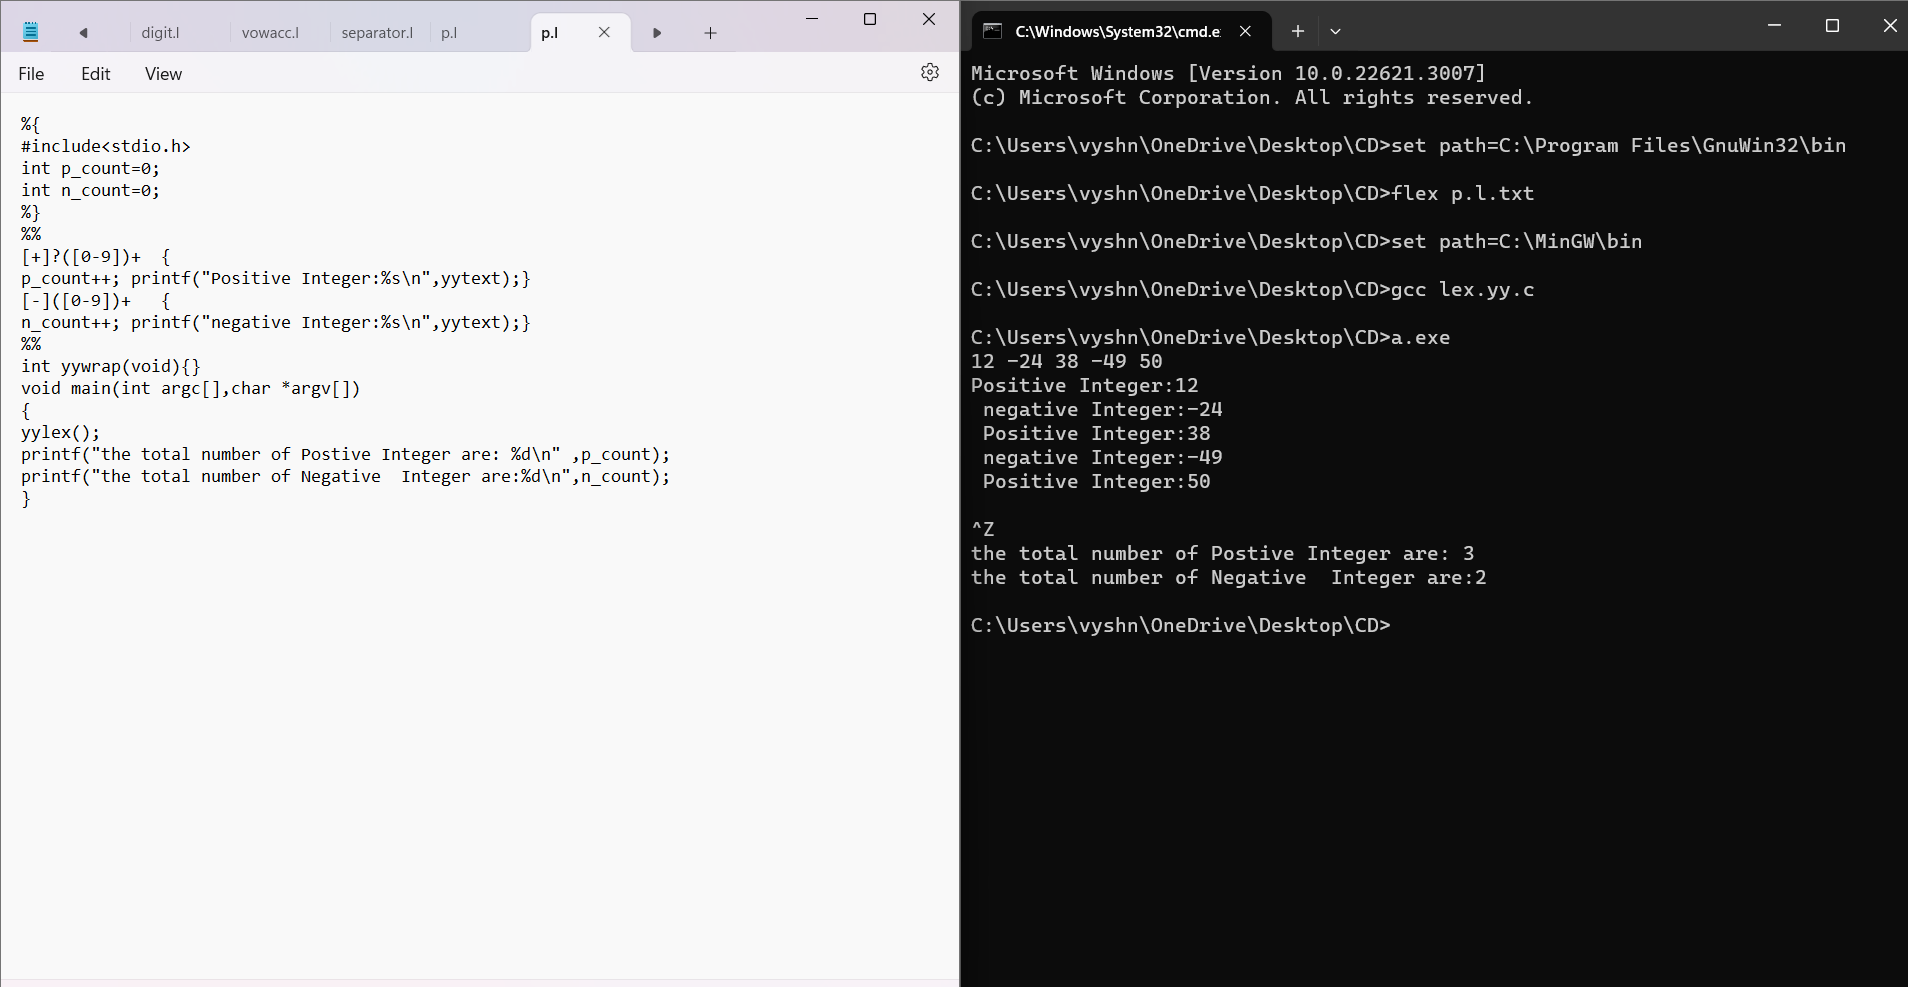 digit.l vowacc.l separator.l p.l p.l
File Edit View
%{
#include<stdio.h>
int p_count=0;
int n_count=0;
%}
%%
[+]?([0-9])+  {
p_count++; printf("Positive Integer:%s\n",yytext);}
[-]([0-9])+   {
n_count++; printf("negative Integer:%s\n",yytext);}
%%
int yywrap(void){}
void main(int argc[],char *argv[])
{
yylex();
printf("the total number of Postive Integer are: %d\n" ,p_count);
printf("the total number of Negative  Integer are:%d\n",n_count);
}
C:\Windows\System32\cmd.e
Microsoft Windows [Version 10.0.22621.3007]
(c) Microsoft Corporation. All rights reserved.
C:\Users\vyshn\OneDrive\Desktop\CD>set path=C:\Program Files\GnuWin32\bin
C:\Users\vyshn\OneDrive\Desktop\CD>flex p.l.txt
C:\Users\vyshn\OneDrive\Desktop\CD>set path=C:\MinGW\bin
C:\Users\vyshn\OneDrive\Desktop\CD>gcc lex.yy.c
C:\Users\vyshn\OneDrive\Desktop\CD>a.exe
12 -24 38 -49 50
Positive Integer:12
 negative Integer:-24
 Positive Integer:38
 negative Integer:-49
 Positive Integer:50
^Z
the total number of Postive Integer are: 3
the total number of Negative  Integer are:2
C:\Users\vyshn\OneDrive\Desktop\CD>